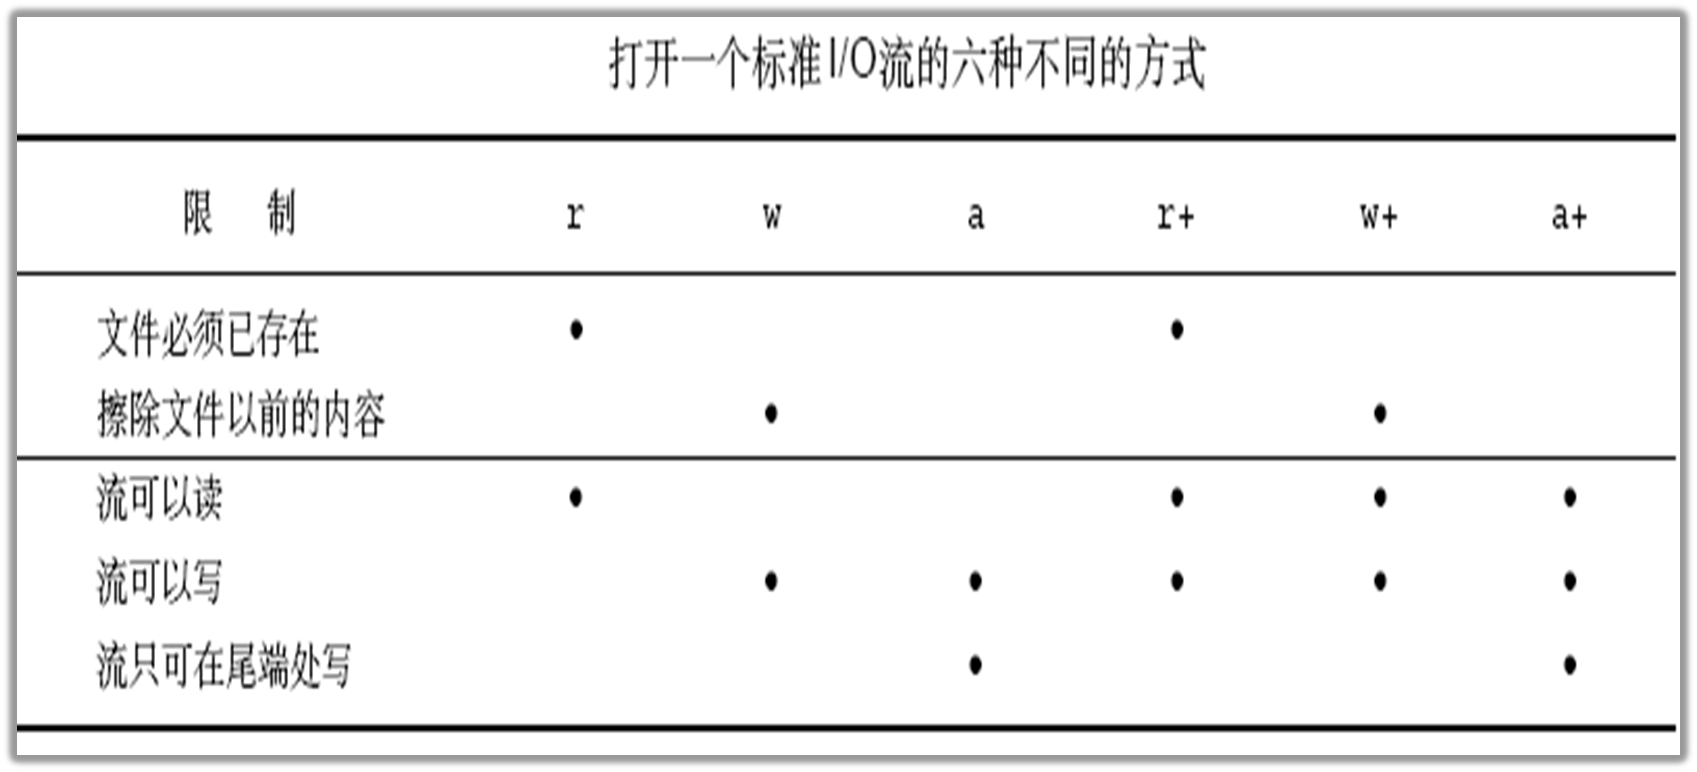 打开一个标准I/O流的六种不同的方式
限 制 r w a r+ w+ a+
文件必须已存在 • •
擦除文件以前的内容 • •
流可以读 • • • •
流可以写 • • • • •
流只可在尾端处写 • •